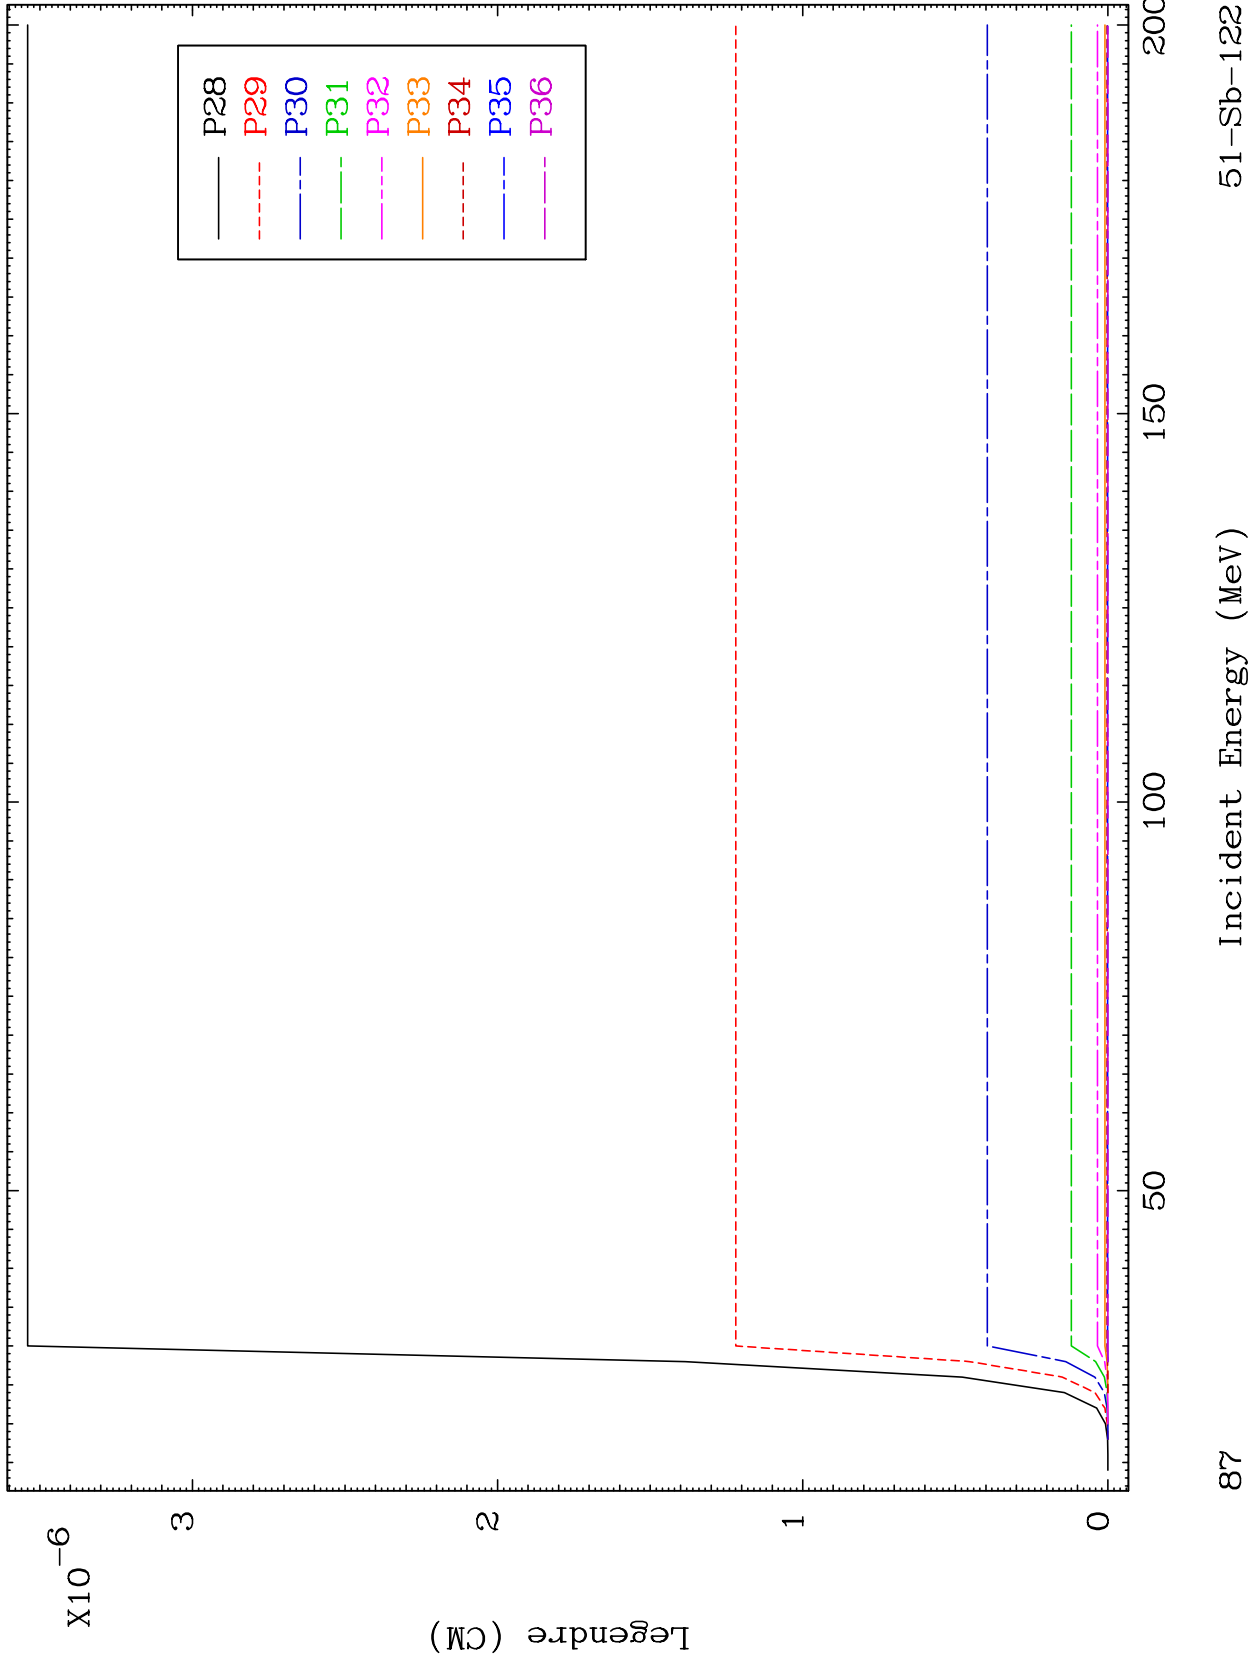 X10-6
3
2
1
0
Legendre (CM)
P28
P29
P30
P31
P32
P33
P34
P35
P36
50
100
150
200
Incident Energy (MeV)
87
51-Sb-122